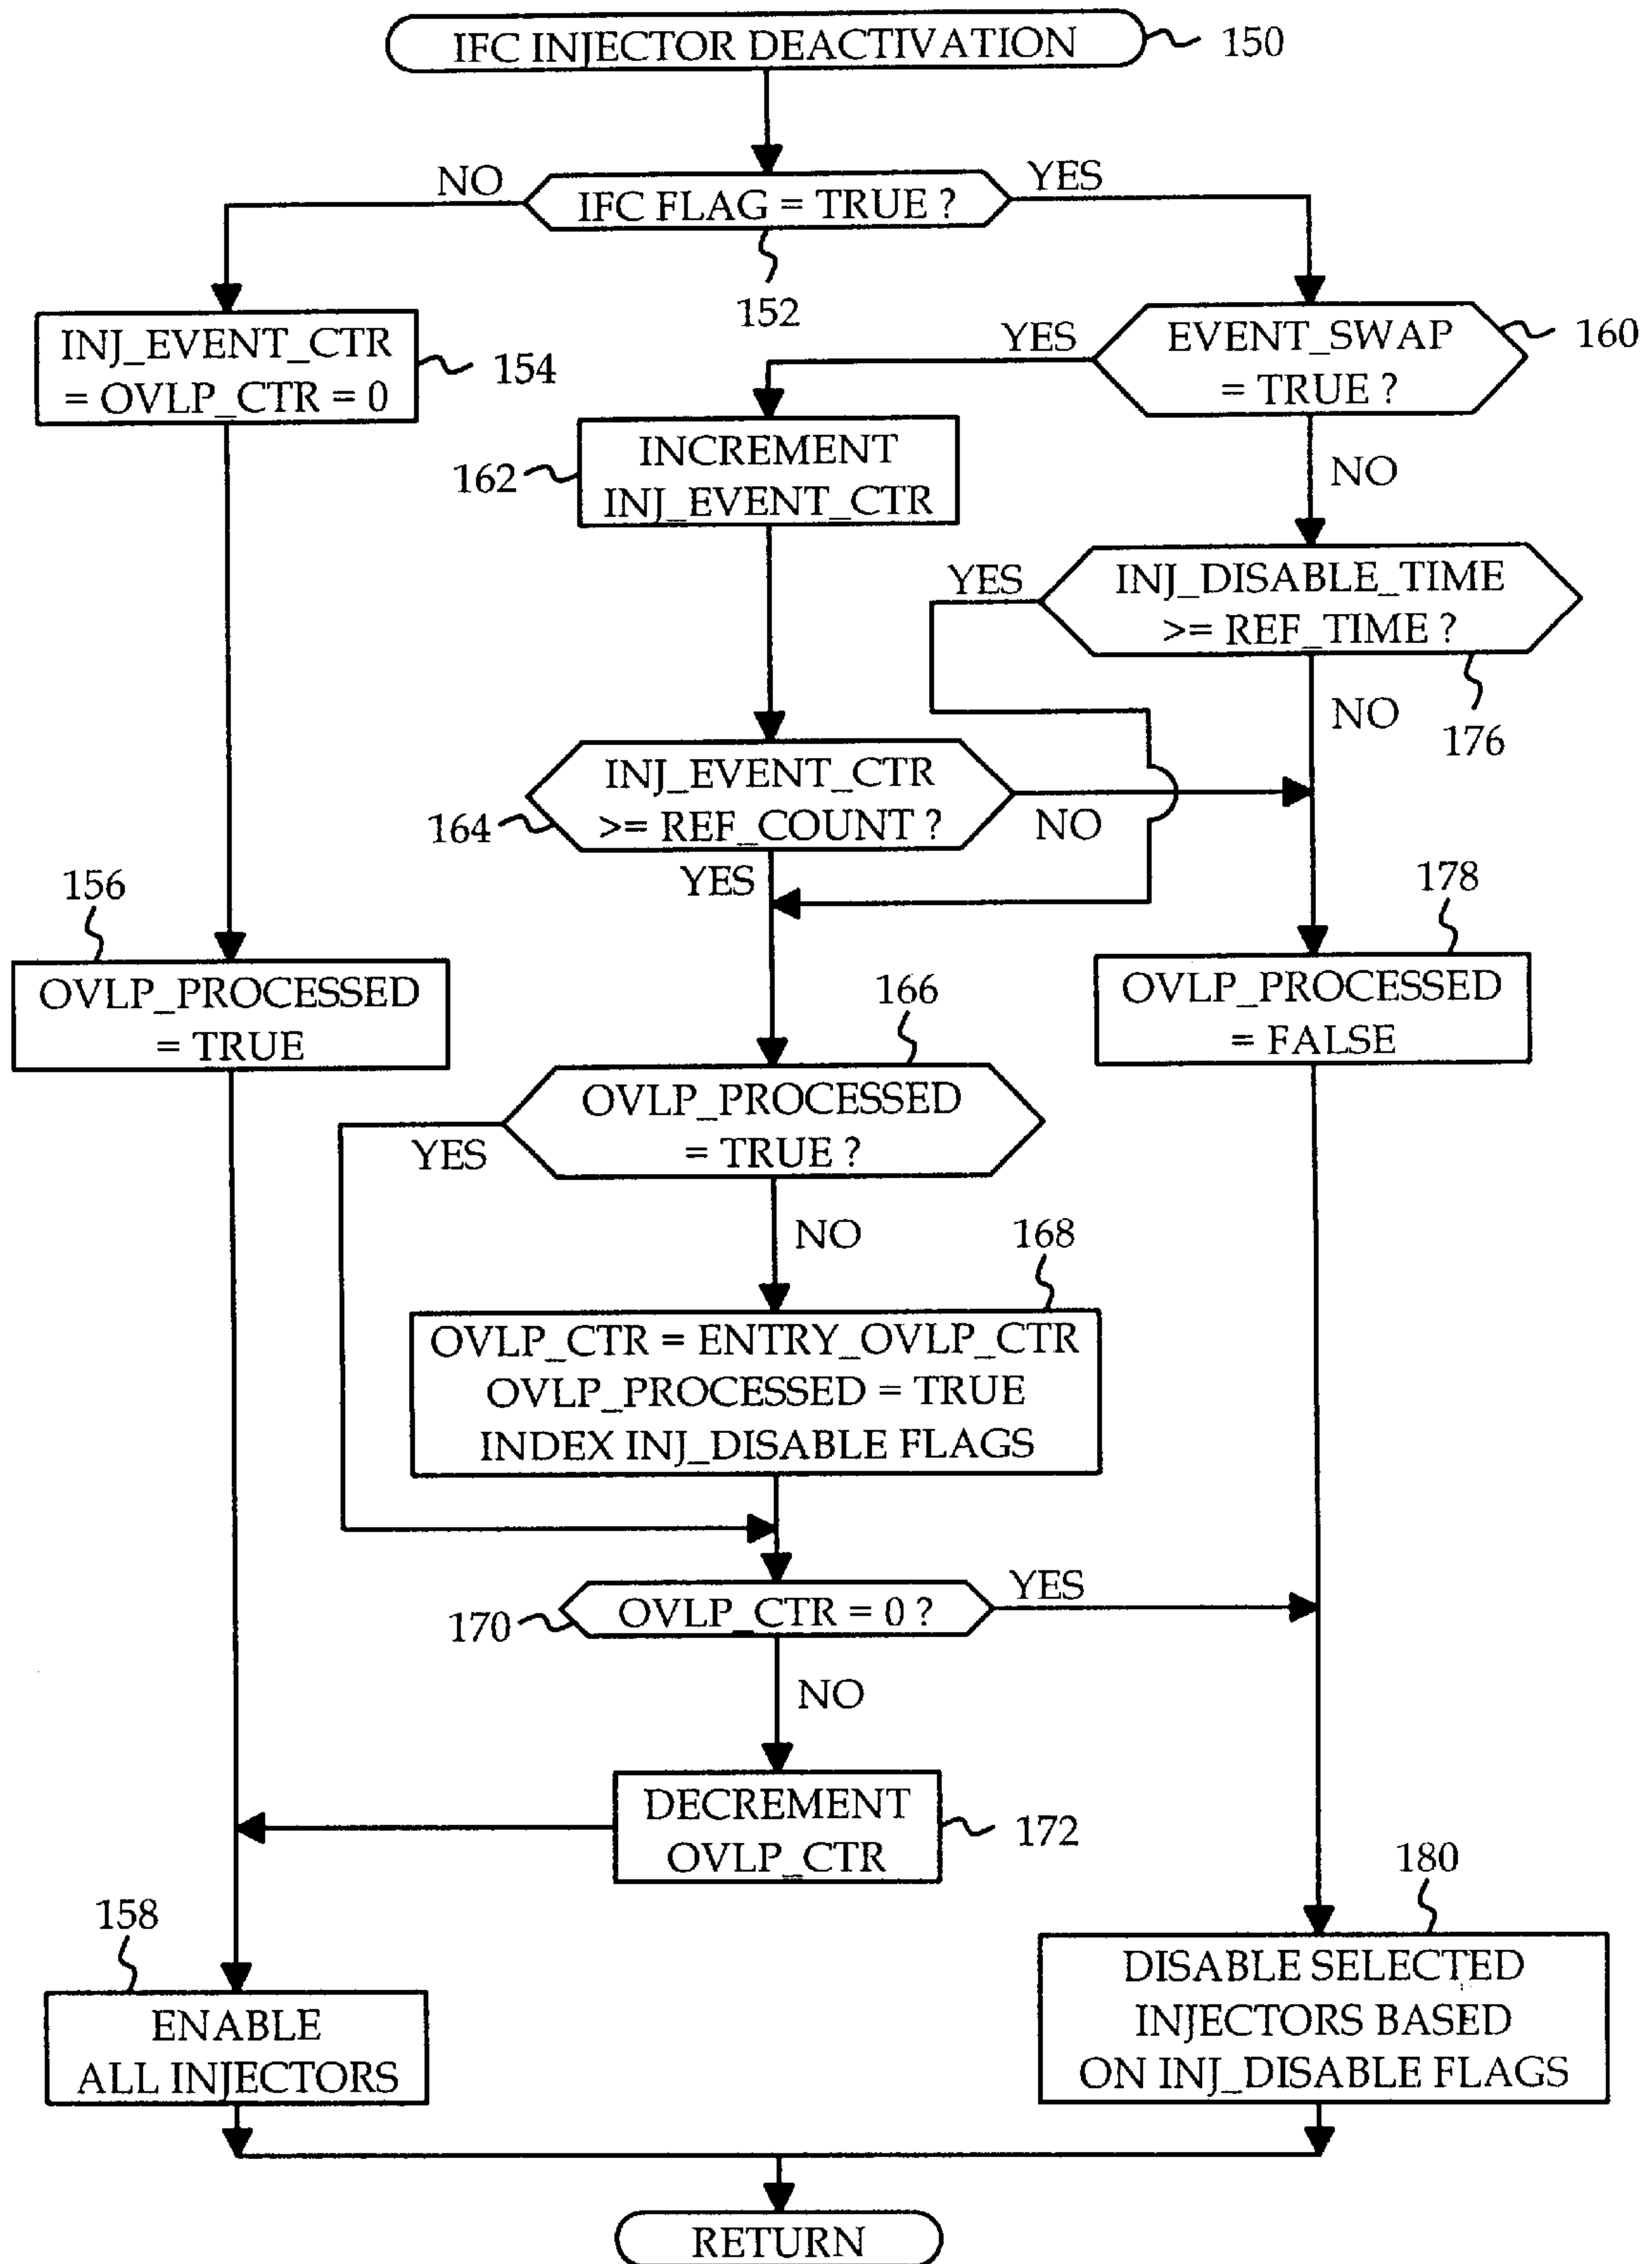 IFC INJECTOR DEACTIVATION
150
NO
IFC FLAG = TRUE ?
YES
152
INJ_EVENT_CTR
= OVLP_CTR = 0
154
YES
EVENT_SWAP
= TRUE ?
160
NO
INCREMENT
INJ_EVENT_CTR
162
YES
INJ_DISABLE_TIME
>= REF_TIME ?
176
NO
INJ_EVENT_CTR
>= REF_COUNT ?
164
NO
YES
156
OVLP_PROCESSED
= TRUE
178
OVLP_PROCESSED
= FALSE
166
OVLP_PROCESSED
= TRUE ?
YES
NO
168
OVLP_CTR = ENTRY_OVLP_CTR
OVLP_PROCESSED = TRUE
INDEX INJ_DISABLE FLAGS
170
OVLP_CTR = 0 ?
YES
NO
DECREMENT
OVLP_CTR
172
158
ENABLE
ALL INJECTORS
180
DISABLE SELECTED
INJECTORS BASED
ON INJ_DISABLE FLAGS
RETURN